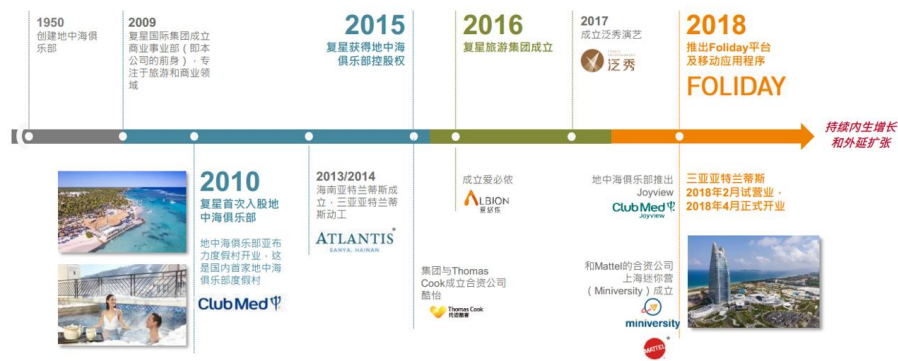 1950
创建地中海俱
乐部
2009
复星国际集团成立
商业事业部（即本
公司的前身），专
注于旅游和商业领
域
2015
复星获得地中海
俱乐部控股权
2016
复星旅游集团成立
2017
成立泛秀演艺
泛秀
2018
推出Foliday平台
及移动应用程序
FOLIDAY
持续内生增长
和外延扩张
2010
复星首次入股地
中海俱乐部
地中海俱乐部亚布
力度假村开业，这
是国内首家地中海
俱乐部度假村
Club Med
2013/2014
海南亚特兰蒂斯成
立，三亚亚特兰蒂
斯动工
ATLANTIS
SANYA, HAINAN
集团与Thomas
Cook成立合资公司
酷怡
Thomas Cook
托迈酷客
成立爱必侬
ALBION
爱必侬
地中海俱乐部推出
Joyview
Club Med
Joyview
和Mattel的合资公司
上海迷你营
（Miniversity）成立
miniversity
MATTEL
三亚亚特兰蒂斯
2018年2月试营业，
2018年4月正式开业